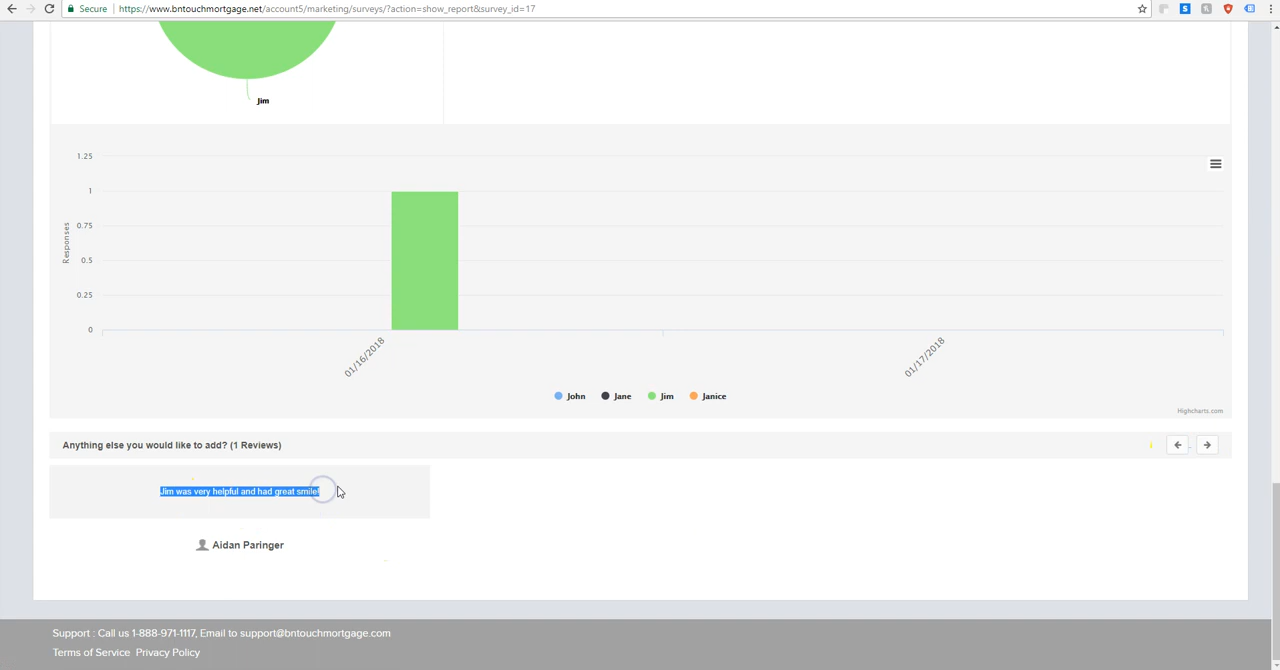 Secure | https://www.bntouchmortgage.net/account5/marketing/surveys/?action=show_report&survey_id=17
Jim
1.25
1
0.75
0.5
0.25
0
Responses
01/16/2018
01/17/2018
John Jane Jim Janice
Highcharts.com
Anything else you would like to add? (1 Reviews)
Jim was very helpful and had great smile!
Aidan Paringer
Support : Call us 1-888-971-1117, Email to support@bntouchmortgage.com
Terms of Service Privacy Policy